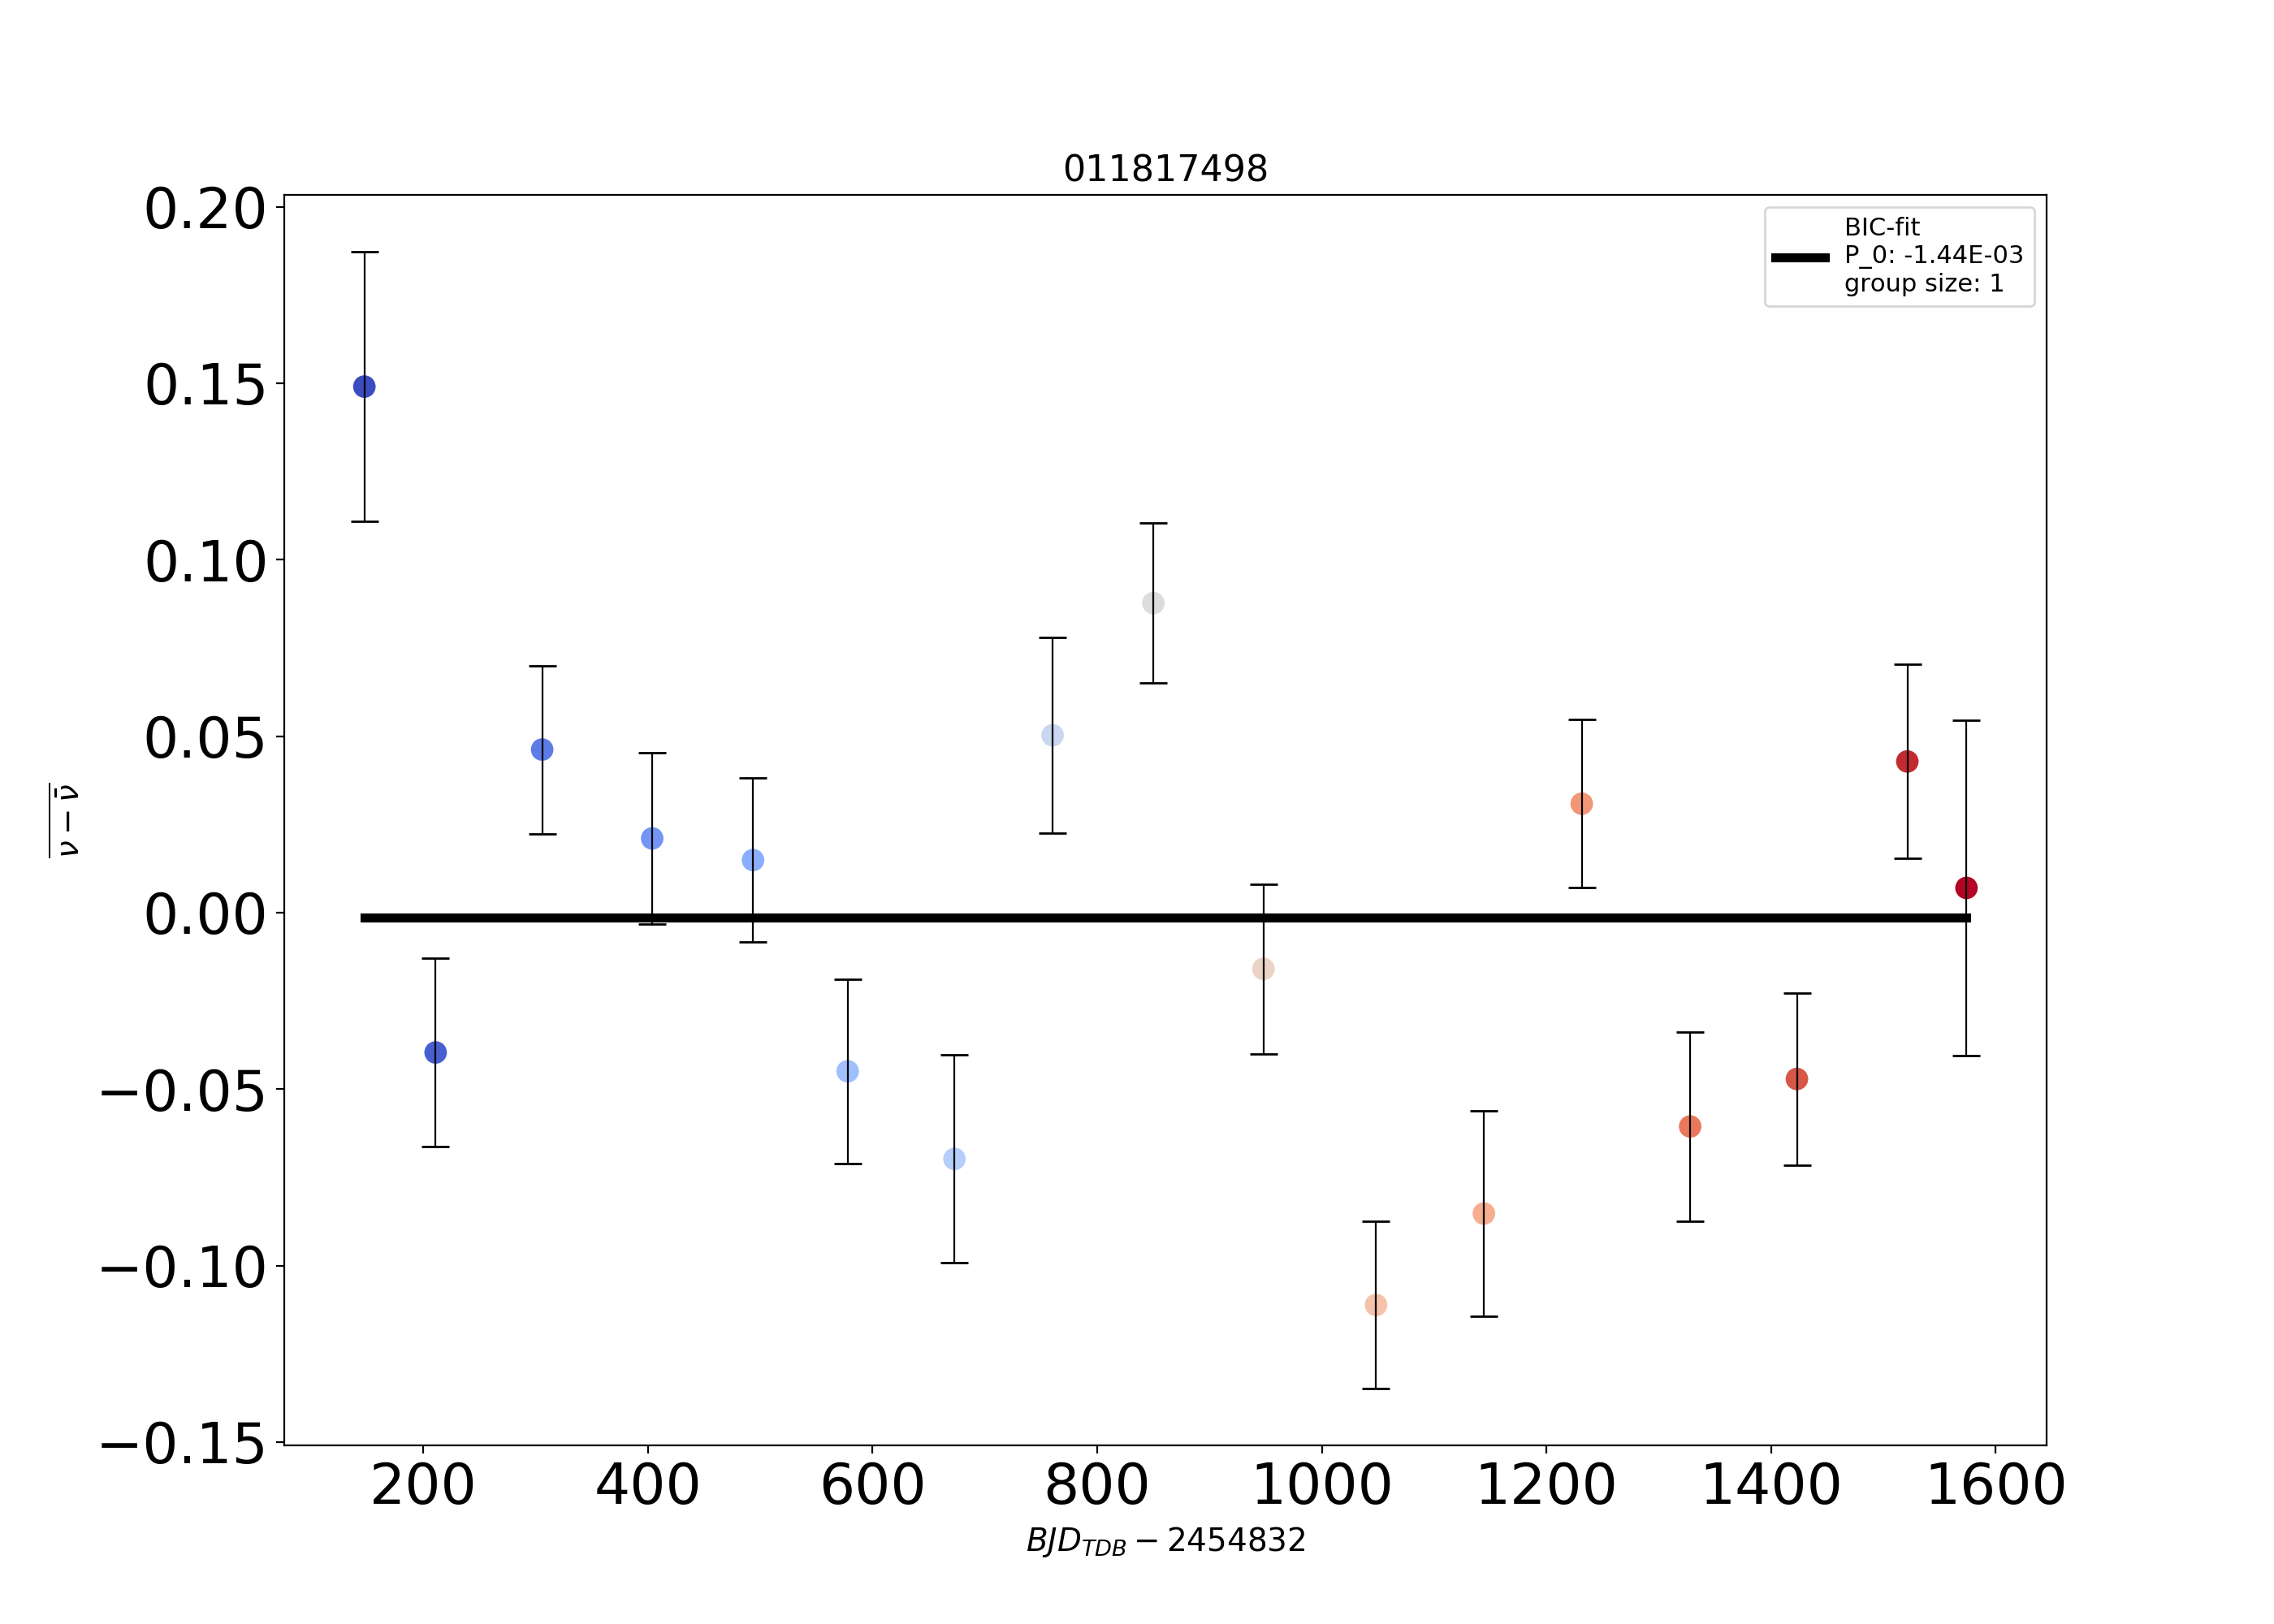 011817498
BIC-fit
P_0: -1.44E-03
group size: 1
0.20
0.15
0.10
0.05
0.00
−0.05
−0.10
−0.15
ν − ν̄
200 400 600 800 1000 1200 1400 1600
BJD_TDB − 2454832